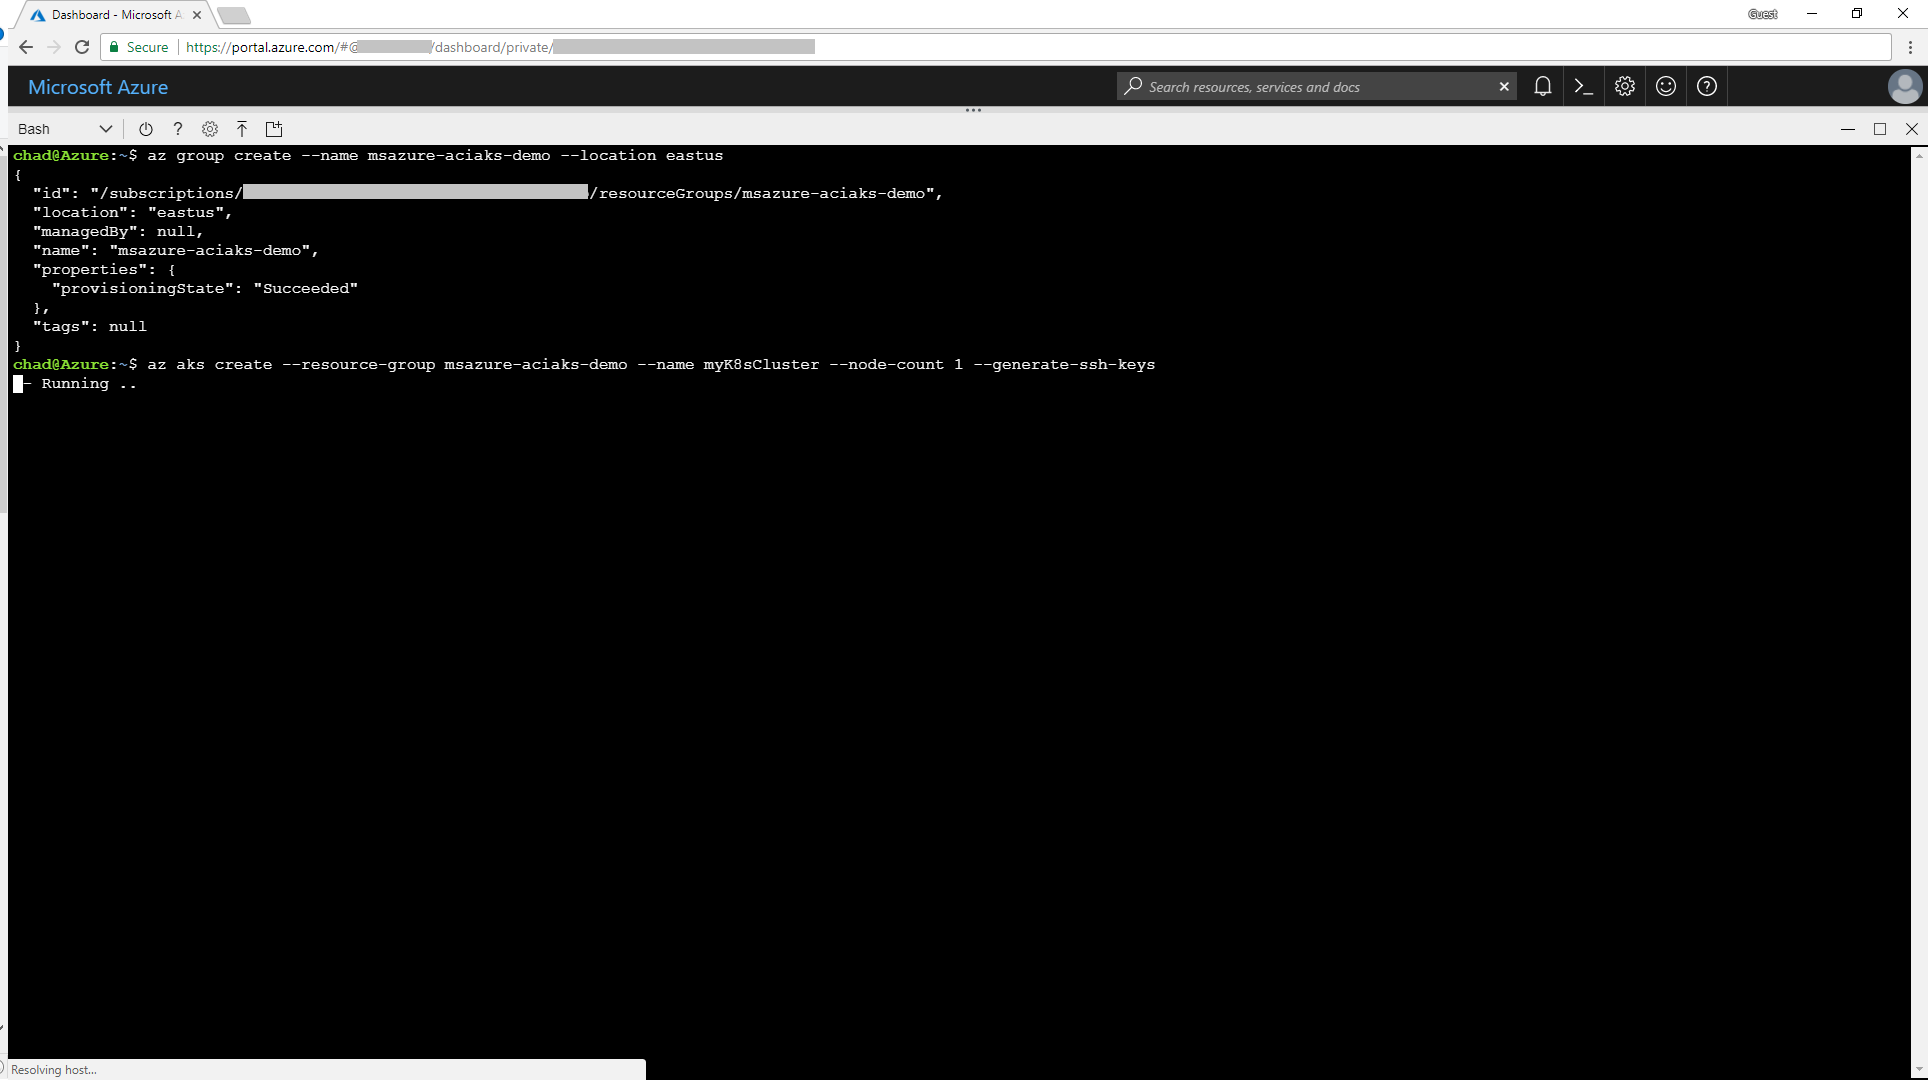 Dashboard - Microsoft A
Guest
Secure
https://portal.azure.com/#@
/dashboard/private/
Microsoft Azure
Search resources, services and docs
Bash
chad@Azure:~$ az group create --name msazure-aciaks-demo --location eastus
{
"id": "/subscriptions/ /resourceGroups/msazure-aciaks-demo",
"location": "eastus",
"managedBy": null,
"name": "msazure-aciaks-demo",
"properties": {
"provisioningState": "Succeeded"
},
"tags": null
}
chad@Azure:~$ az aks create --resource-group msazure-aciaks-demo --name myK8sCluster --node-count 1 --generate-ssh-keys
- Running ..
Resolving host...